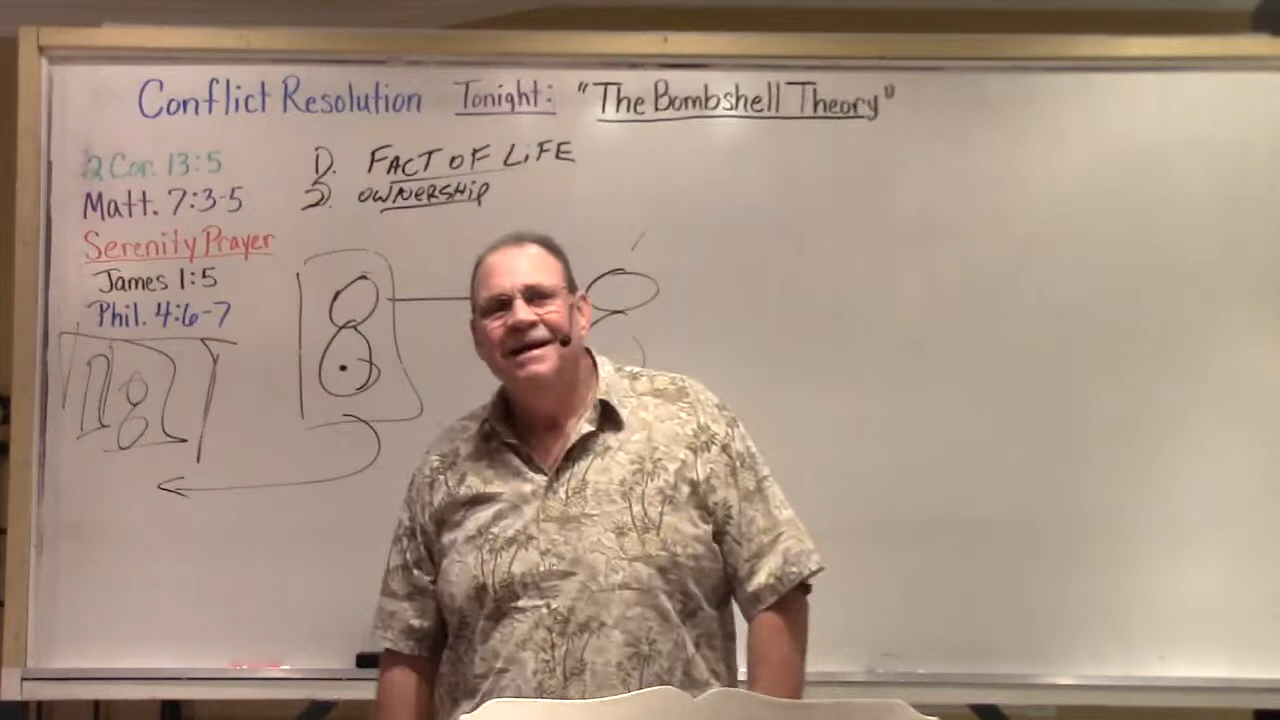 Conflict Resolution Tonight: "The Bombshell Theory"
2 Cor. 13:5
Matt. 7:3-5
Serenity Prayer
James 1:5
Phil. 4:6-7
1). FACT OF LiFE
2). OWNERSHIP